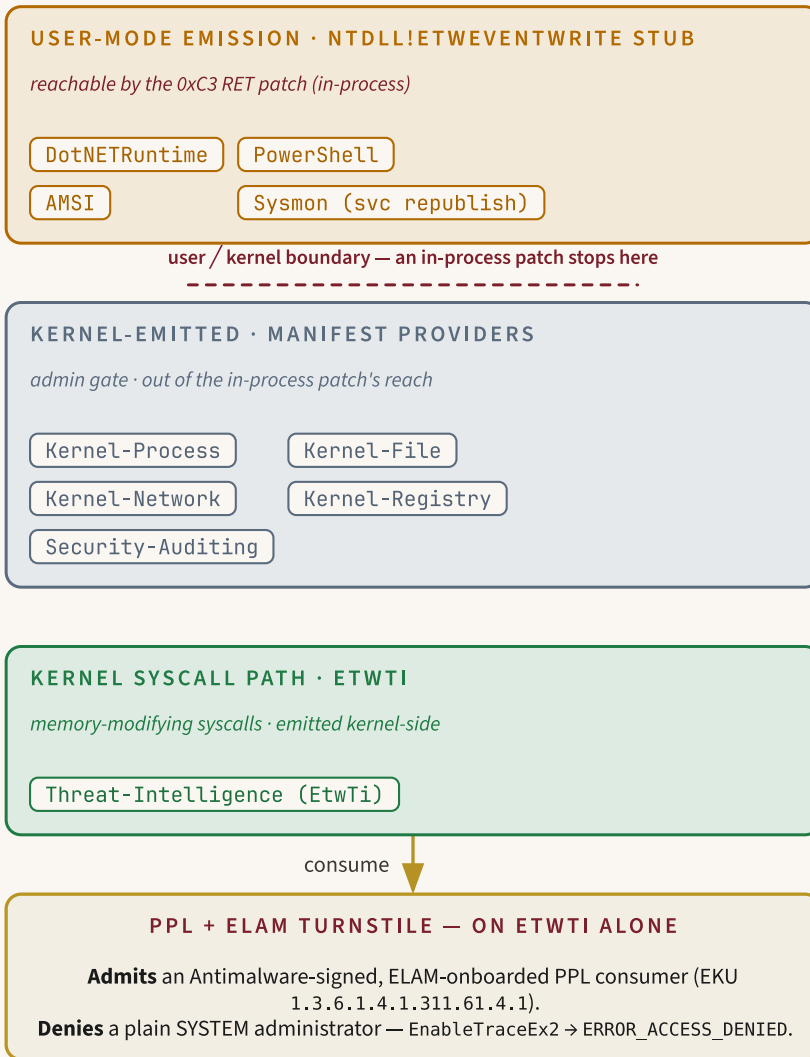 USER-MODE EMISSION · NTDLL!ETWEVENTWRITE STUB
reachable by the 0xC3 RET patch (in-process)
DotNETRuntime PowerShell
AMSI Sysmon (svc republish)
user / kernel boundary — an in-process patch stops here
KERNEL-EMITTED · MANIFEST PROVIDERS
admin gate · out of the in-process patch's reach
Kernel-Process Kernel-File
Kernel-Network Kernel-Registry
Security-Auditing
KERNEL SYSCALL PATH · ETWTI
memory-modifying syscalls · emitted kernel-side
Threat-Intelligence (EtwTi)
consume
PPL + ELAM TURNSTILE — ON ETWTI ALONE
Admits an Antimalware-signed, ELAM-onboarded PPL consumer (EKU
1.3.6.1.4.1.311.61.4.1).
Denies a plain SYSTEM administrator — EnableTraceEx2 → ERROR_ACCESS_DENIED.